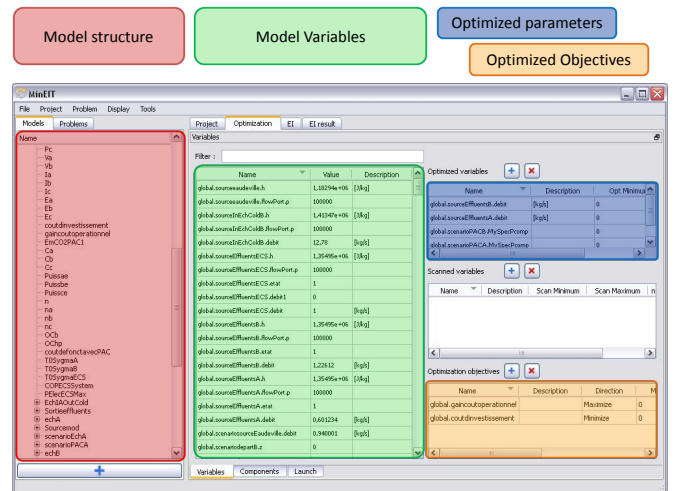 Model structure
Model Variables
Optimized parameters
Optimized Objectives
MinEIT
File Project Problem Display Tools
Models Problems
Name
Pc
Va
Vb
Ia
Ib
Ic
Ea
Eb
Ec
coutdinvestissement
gaincoutoperationnel
EmCO2PAC1
Ca
Cb
Cc
Puissae
Puissbe
Puissce
n
na
nb
nc
OCb
OChp
coutdefonctavecPAC
T0SygmaA
T0SygmaB
T0SygmaECS
COPECSSystem
PElecECSMax
EchIAOutCold
Sortieeffluents
echA
Sourcemod
scenarioEchA
scenarioPACA
echB
Project Optimization EI EI result
Variables
Filter :
Name Value Description
global.sourceeaudeville.h 1,18294e+06 [J/kg]
global.sourceeaudeville.flowPort.p 100000
global.sourceInEchColdB.h 1,41347e+06 [J/kg]
global.sourceInEchColdB.flowPort.p 100000
global.sourceInEchColdB.debit 12,78 [kg/s]
global.sourceEffluentsECS.h 1,35495e+06 [J/kg]
global.sourceEffluentsECS.flowPort.p 100000
global.sourceEffluentsECS.etat 1
global.sourceEffluentsECS.debit1 0
global.sourceEffluentsECS.debit 1 [kg/s]
global.sourceEffluentsB.h 1,35495e+06 [J/kg]
global.sourceEffluentsB.flowPort.p 100000
global.sourceEffluentsB.etat 1
global.sourceEffluentsB.debit 2,22612 [kg/s]
global.sourceEffluentsA.h 1,35495e+06 [J/kg]
global.sourceEffluentsA.flowPort.p 100000
global.sourceEffluentsA.etat 1
global.sourceEffluentsA.debit 0,601234 [kg/s]
global.scenariosourceEaudeville.debit 0,940001 [kg/s]
global.scenariodepartB.z 0
Optimized variables
Name Description Opt Minimu
global.sourceEffluentsB.debit [kg/s] 0
global.sourceEffluentsA.debit [kg/s] 0
global.scenarioPACB.MySpecPcomp 0
global.scenarioPACA.MySpecPcomp 0
Scanned variables
Name Description Scan Minimum Scan Maximum n
Optimization objectives
Name Description Direction M
global.gaincoutoperationnel Maximize 0
global.coutdinvestissement Minimize 0
Variables Components Launch